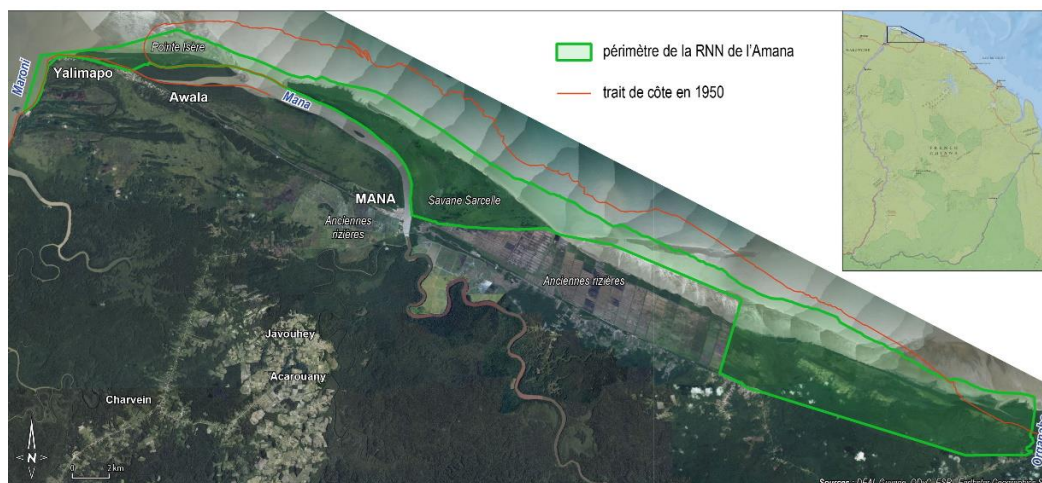 périmètre de la RNN de l'Amana
trait de côte en 1950
Pointe Isère
Maroni
Yalimapo
Awala
Mana
MANA
Savane Sarcelle
Anciennes
rizières
Anciennes rizières
Javouhey
Acarouany
Charvein
Organabo
N
0 2 km
Sources : DEAL Guyane